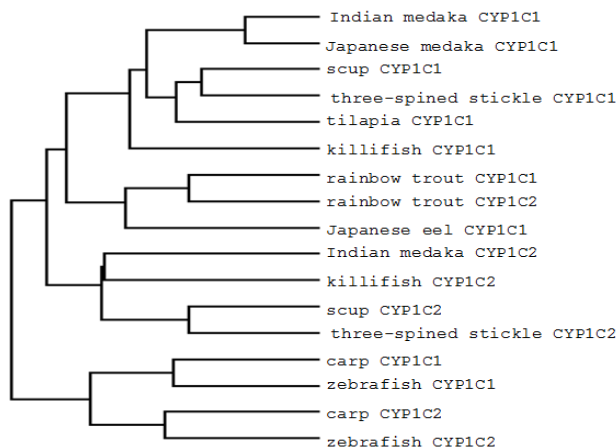 Indian medaka CYP1C1
Japanese medaka CYP1C1
scup CYP1C1
three-spined stickle CYP1C1
tilapia CYP1C1
killifish CYP1C1
rainbow trout CYP1C1
rainbow trout CYP1C2
Japanese eel CYP1C1
Indian medaka CYP1C2
killifish CYP1C2
scup CYP1C2
three-spined stickle CYP1C2
carp CYP1C1
zebrafish CYP1C1
carp CYP1C2
zebrafish CYP1C2